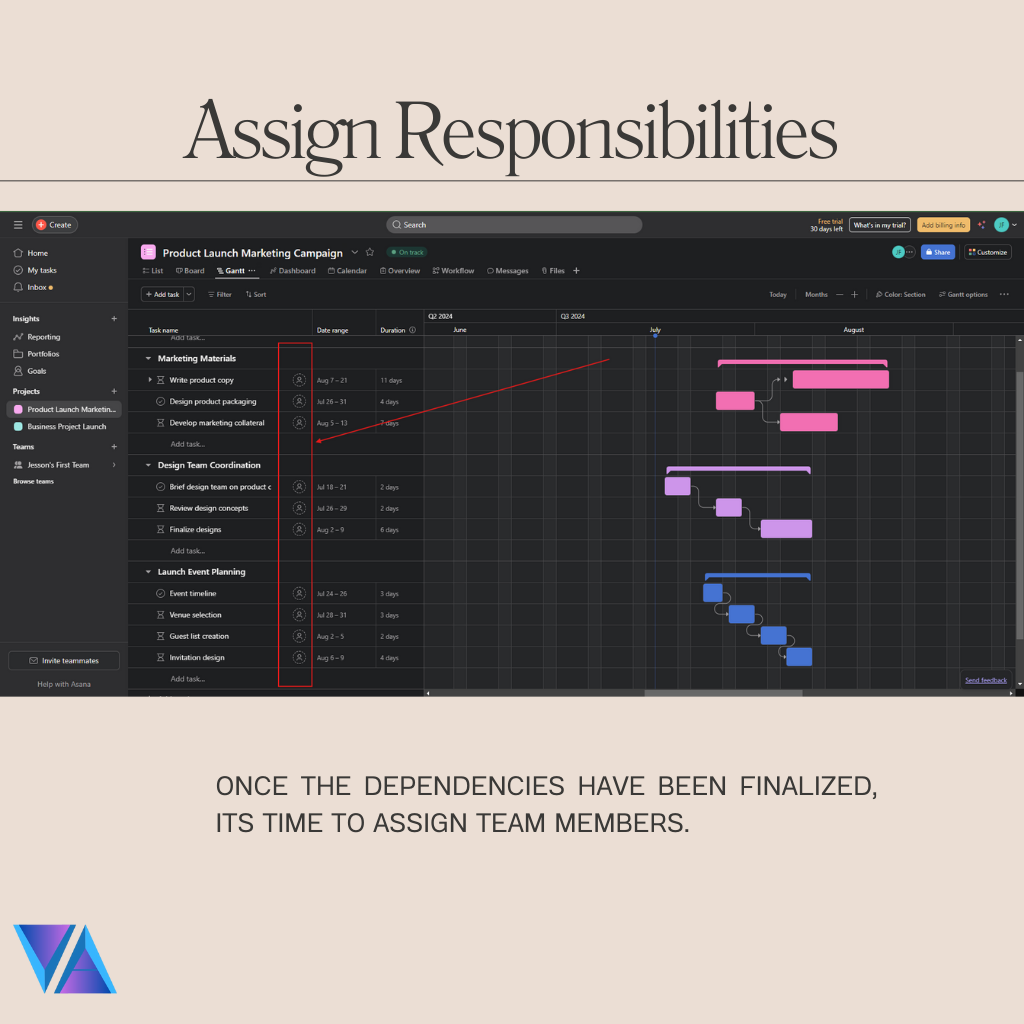 Assign Responsibilities
Create
Search
Free trial
30 days left
What's in my trial?
Add billing info
JF
Home
My tasks
Inbox
Insights
Reporting
Portfolios
Goals
Projects
Product Launch Marketin...
Business Project Launch
Teams
Jesson's First Team
Browse teams
Invite teammates
Help with Asana
Product Launch Marketing Campaign
On track
JF
Share
Customize
List Board Gantt Dashboard Calendar Overview Workflow Messages Files
Add task Filter Sort
Today Months Color: Section Gantt options
Q2 2024 Q3 2024
Task name Date range Duration June July August
Add task...
Marketing Materials
Write product copy Aug 7 – 21 11 days
Design product packaging Jul 26 – 31 4 days
Develop marketing collateral Aug 5 – 13 7 days
Add task...
Design Team Coordination
Brief design team on product c Jul 18 – 21 2 days
Review design concepts Jul 26 – 29 2 days
Finalize designs Aug 2 – 9 6 days
Add task...
Launch Event Planning
Event timeline Jul 24 – 26 3 days
Venue selection Jul 28 – 31 3 days
Guest list creation Aug 2 – 5 2 days
Invitation design Aug 6 – 9 4 days
Add task...
Send feedback
ONCE THE DEPENDENCIES HAVE BEEN FINALIZED,
ITS TIME TO ASSIGN TEAM MEMBERS.